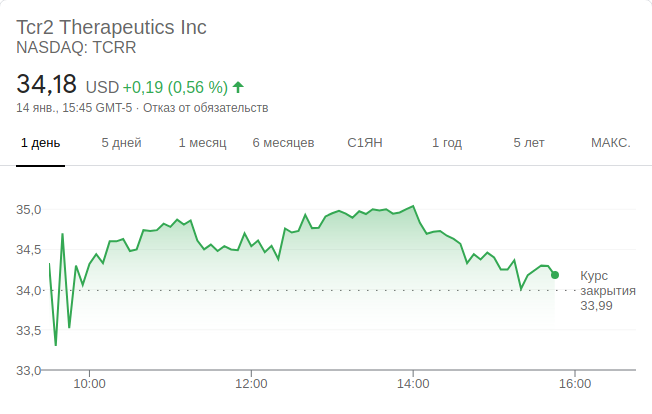 Tcr2 Therapeutics Inc
NASDAQ: TCRR
34,18 USD +0,19 (0,56 %)
14 янв., 15:45 GMT-5 · Отказ от обязательств
1 день 5 дней 1 месяц 6 месяцев С1ЯН 1 год 5 лет МАКС.
35,0
34,5
34,0
33,5
33,0
Курс
закрытия
33,99
10:00 12:00 14:00 16:00